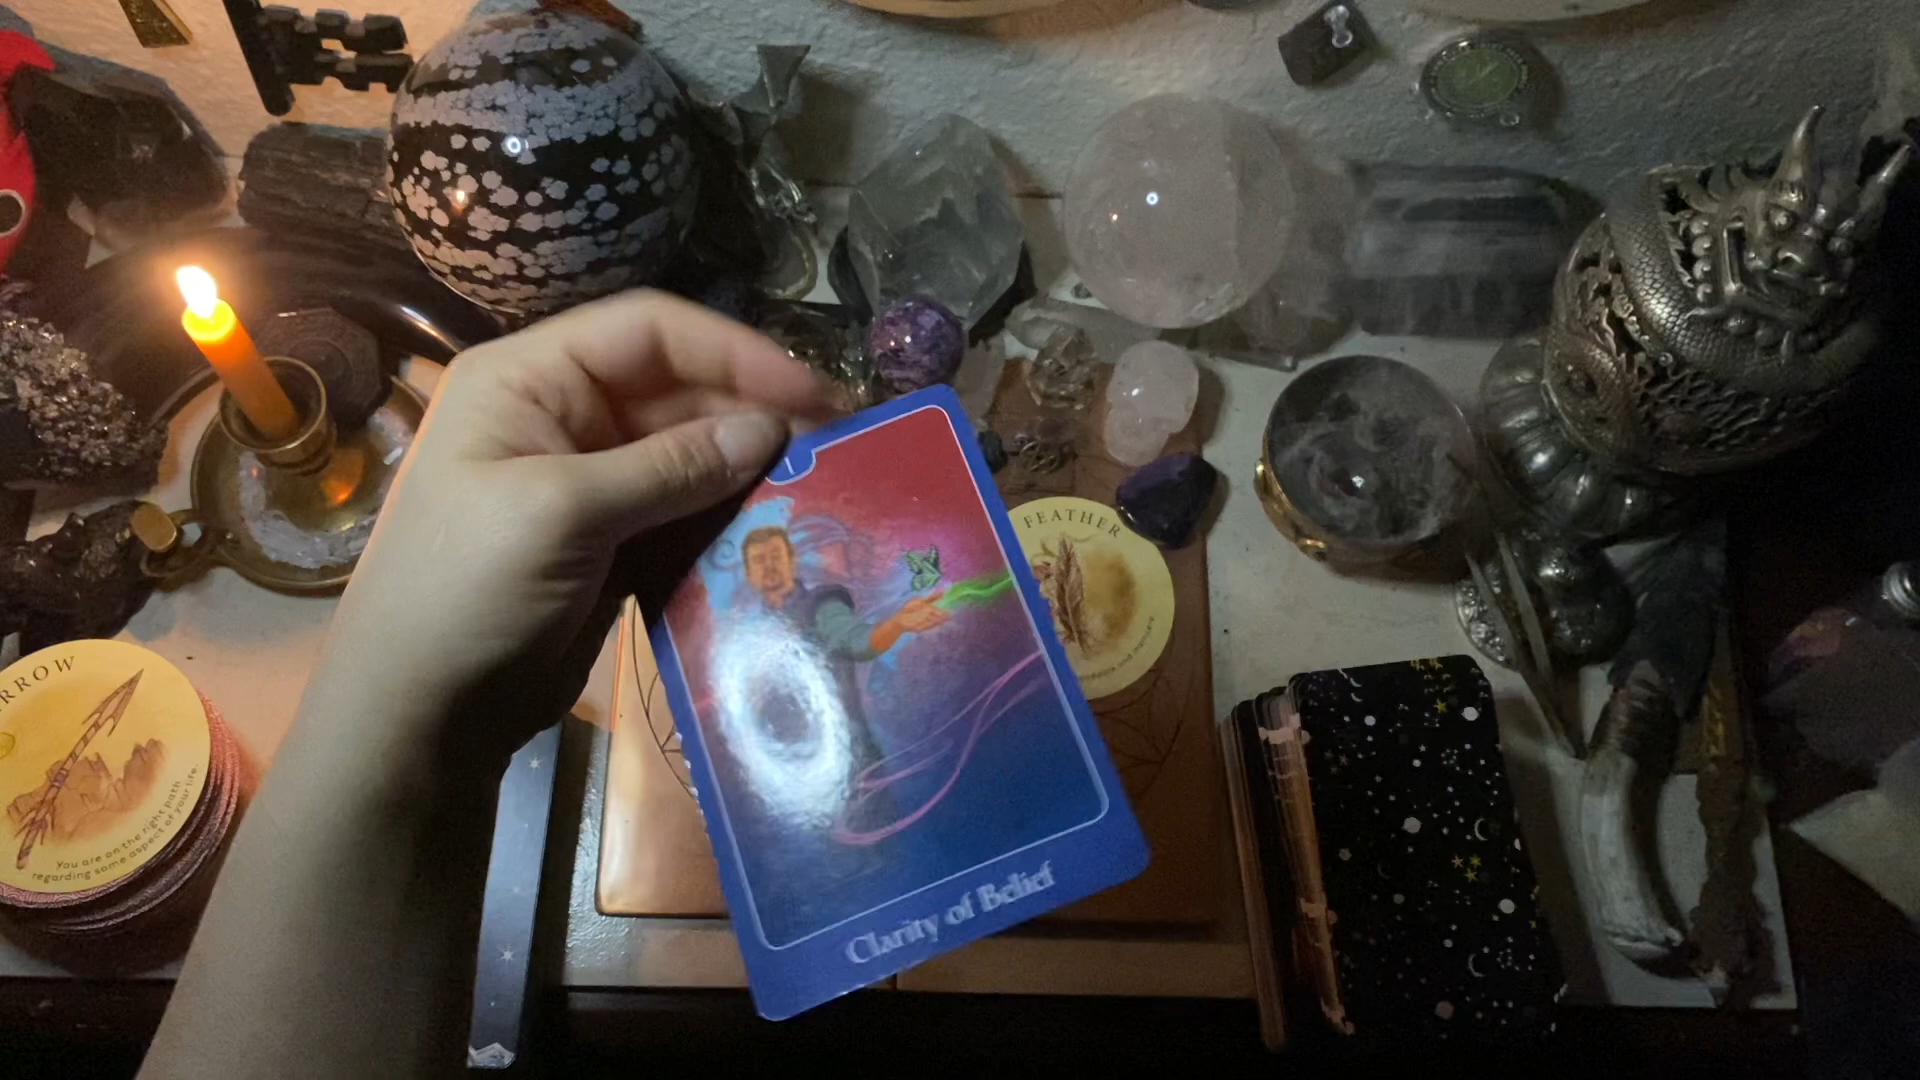 RROW
You are on the right path
regarding some aspect of your life.
FEATHER
Clarity of Belief